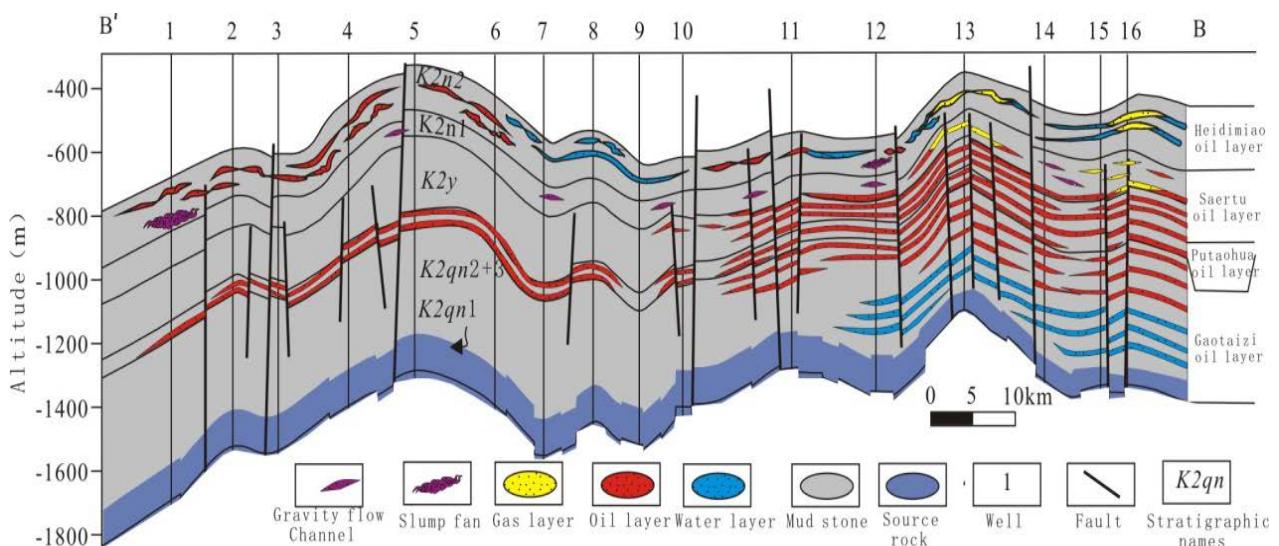 B' 1 2 3 4 5 6 7 8 9 10 11 12 13 14 15 16 B
Altitude (m)
-400
-600
-800
-1000
-1200
-1400
-1600
-1800
K2n2
K2n1
K2y
K2qn2+3
K2qn1
Heidimiao
oil layer
Saertu
oil layer
Putaohua
oil layer
Gaotaizi
oil layer
0 5 10km
1
K2qn
Gravity flow
Channel
Slump fan
Gas layer
Oil layer
Water layer
Mud stone
Source
rock
Well
Fault
Stratigraphic
names